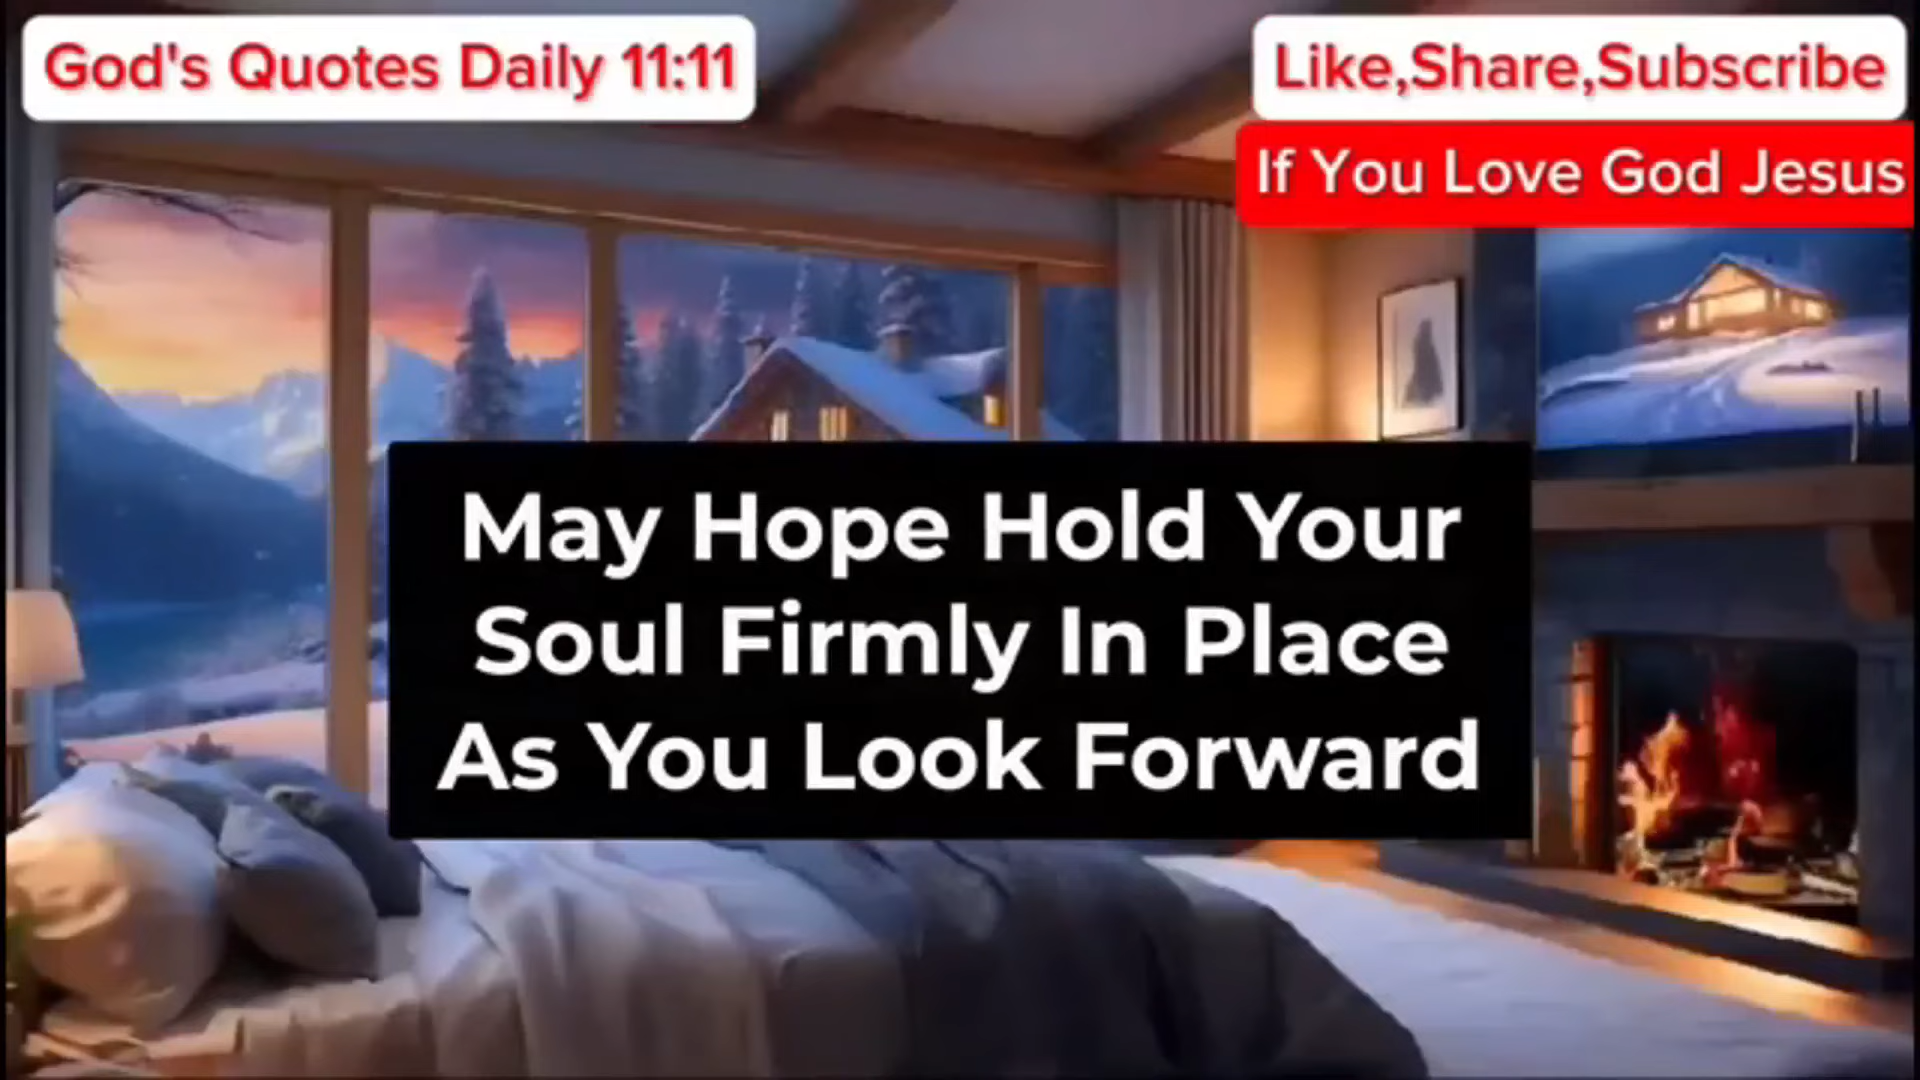 God's Quotes Daily 11:11
Like,Share,Subscribe
If You Love God Jesus
May Hope Hold Your
Soul Firmly In Place
As You Look Forward